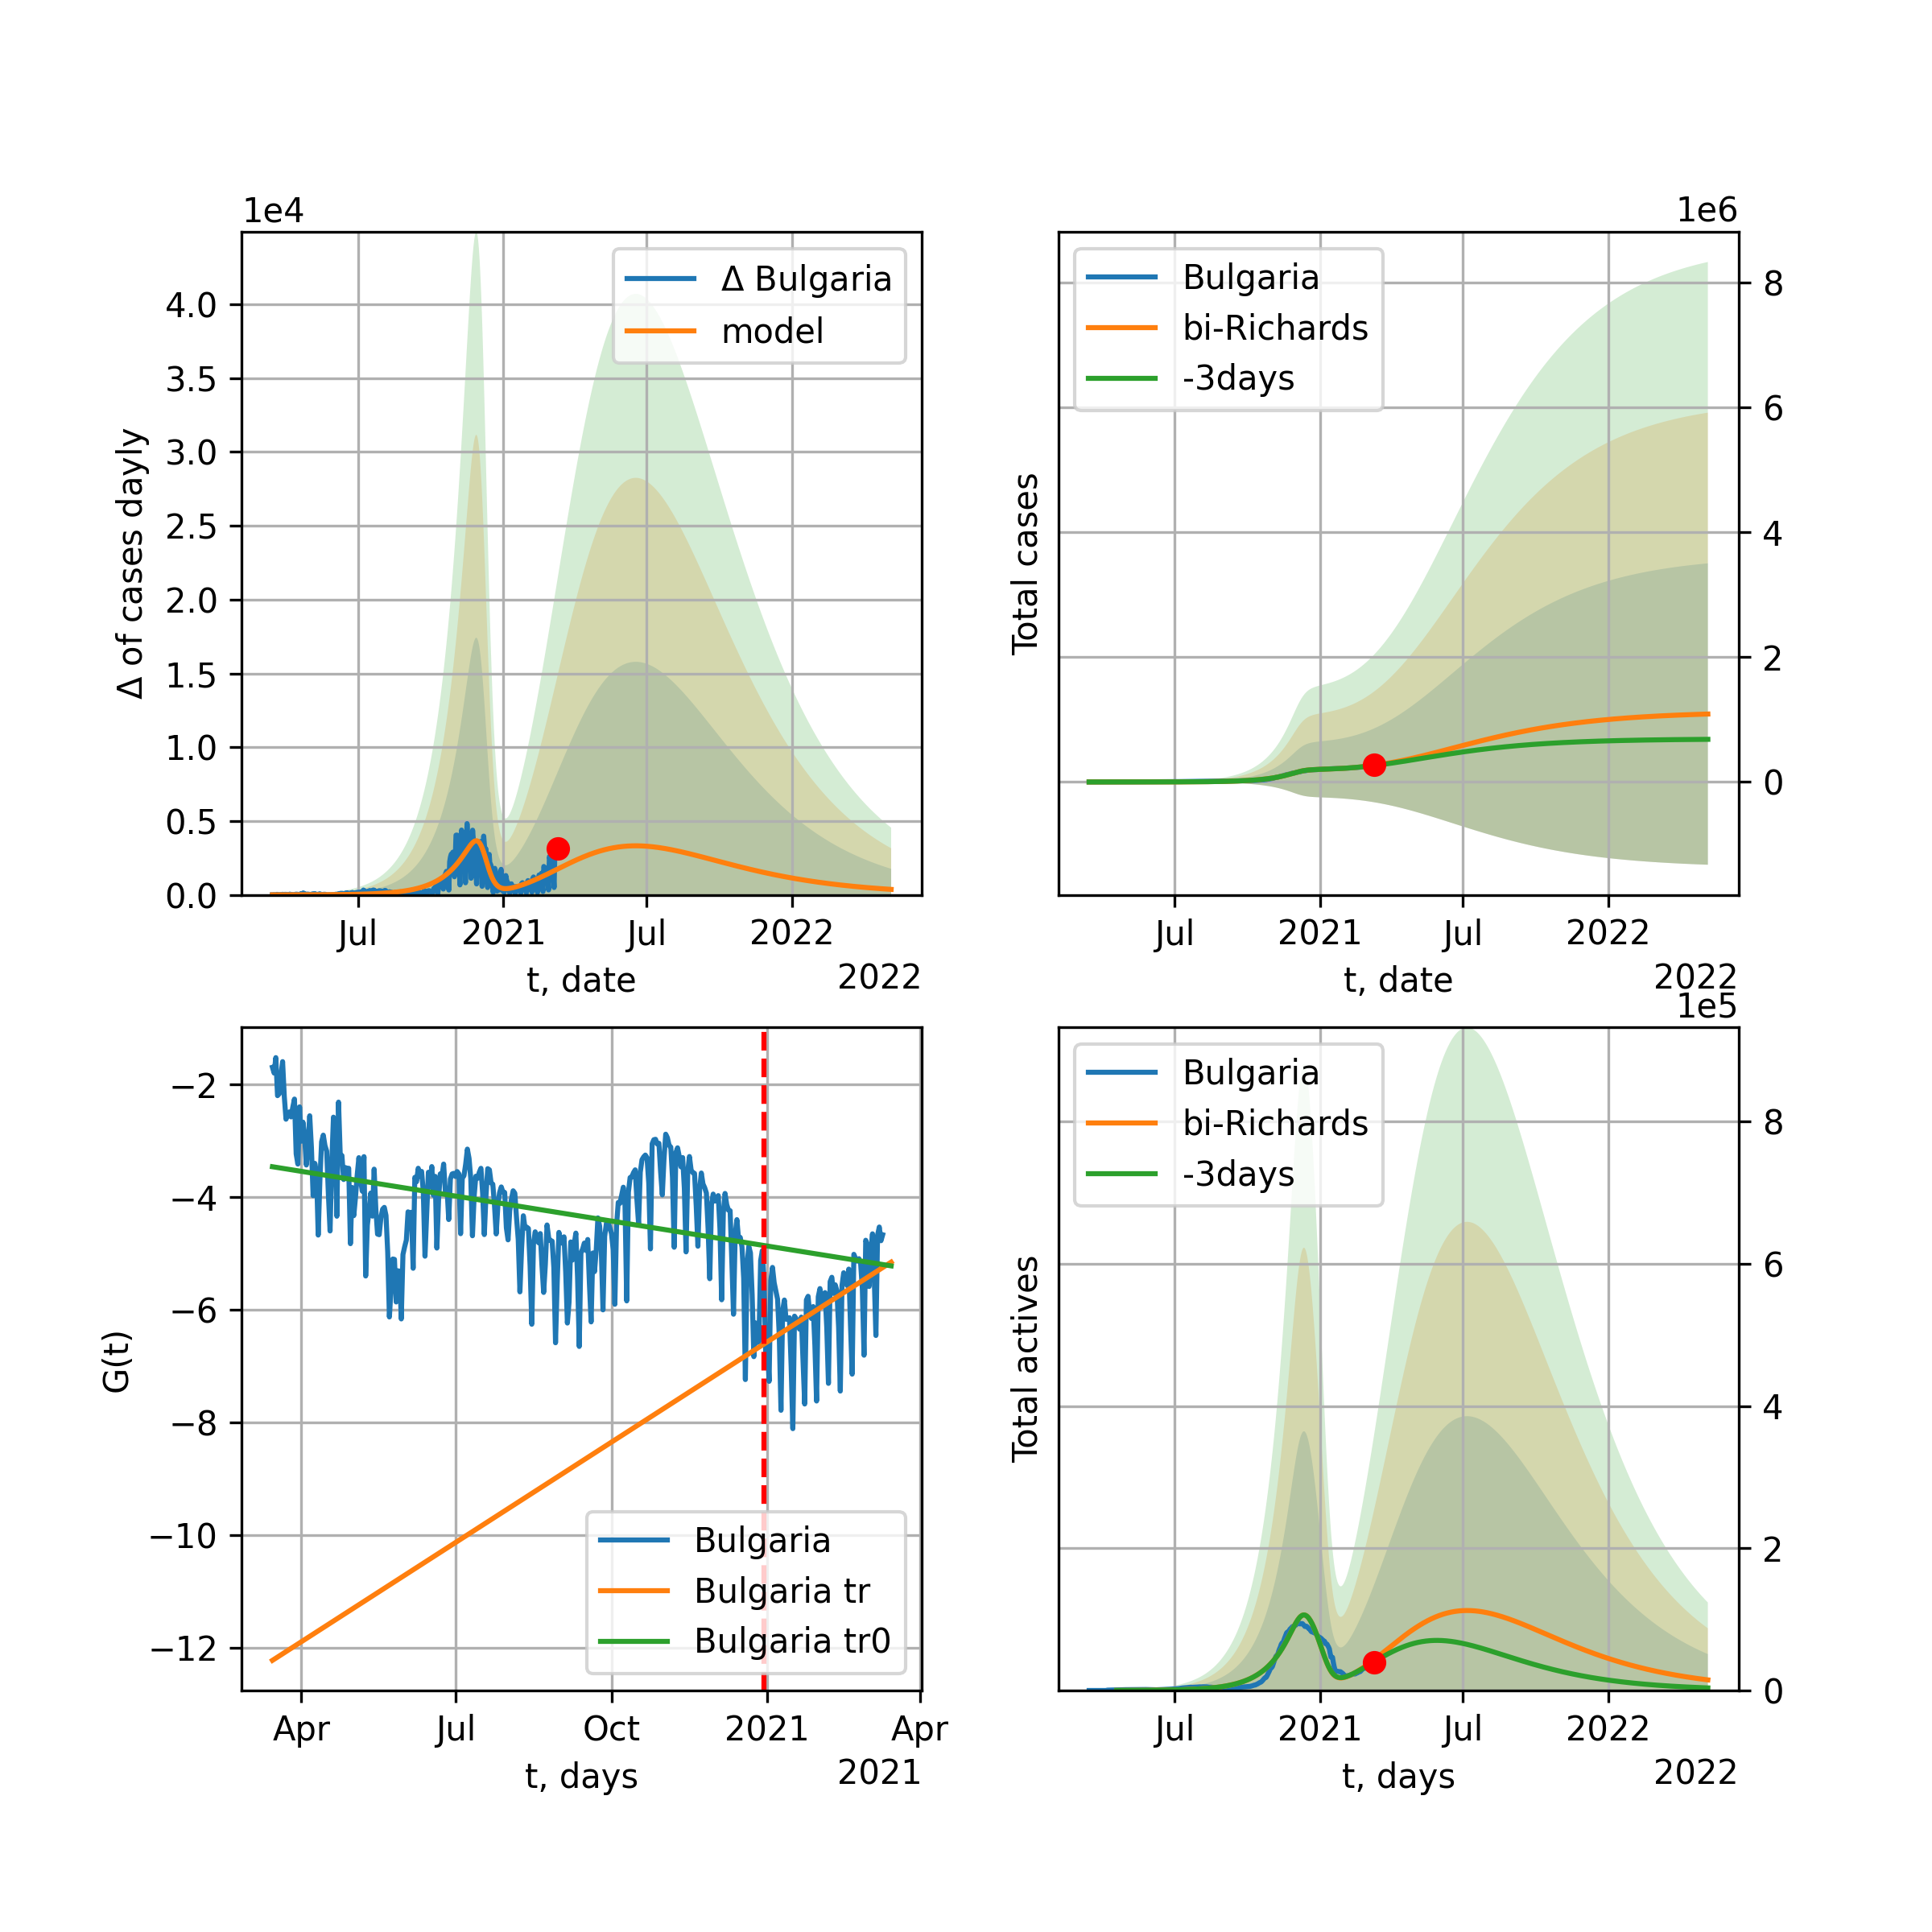 1e4
Δ of cases dayly
4.0
3.5
3.0
2.5
2.0
1.5
1.0
0.5
0.0
Δ Bulgaria
model
Jul 2021 Jul 2022
t, date
2022
1e6
Total cases
Bulgaria
bi-Richards
-3days
8
6
4
2
0
Jul 2021 Jul 2022
t, date
2022
G(t)
−2
−4
−6
−8
−10
−12
Bulgaria
Bulgaria tr
Bulgaria tr0
Apr Jul Oct 2021 Apr
t, days
2021
1e5
Total actives
Bulgaria
bi-Richards
-3days
8
6
4
2
0
Jul 2021 Jul 2022
t, days
2022